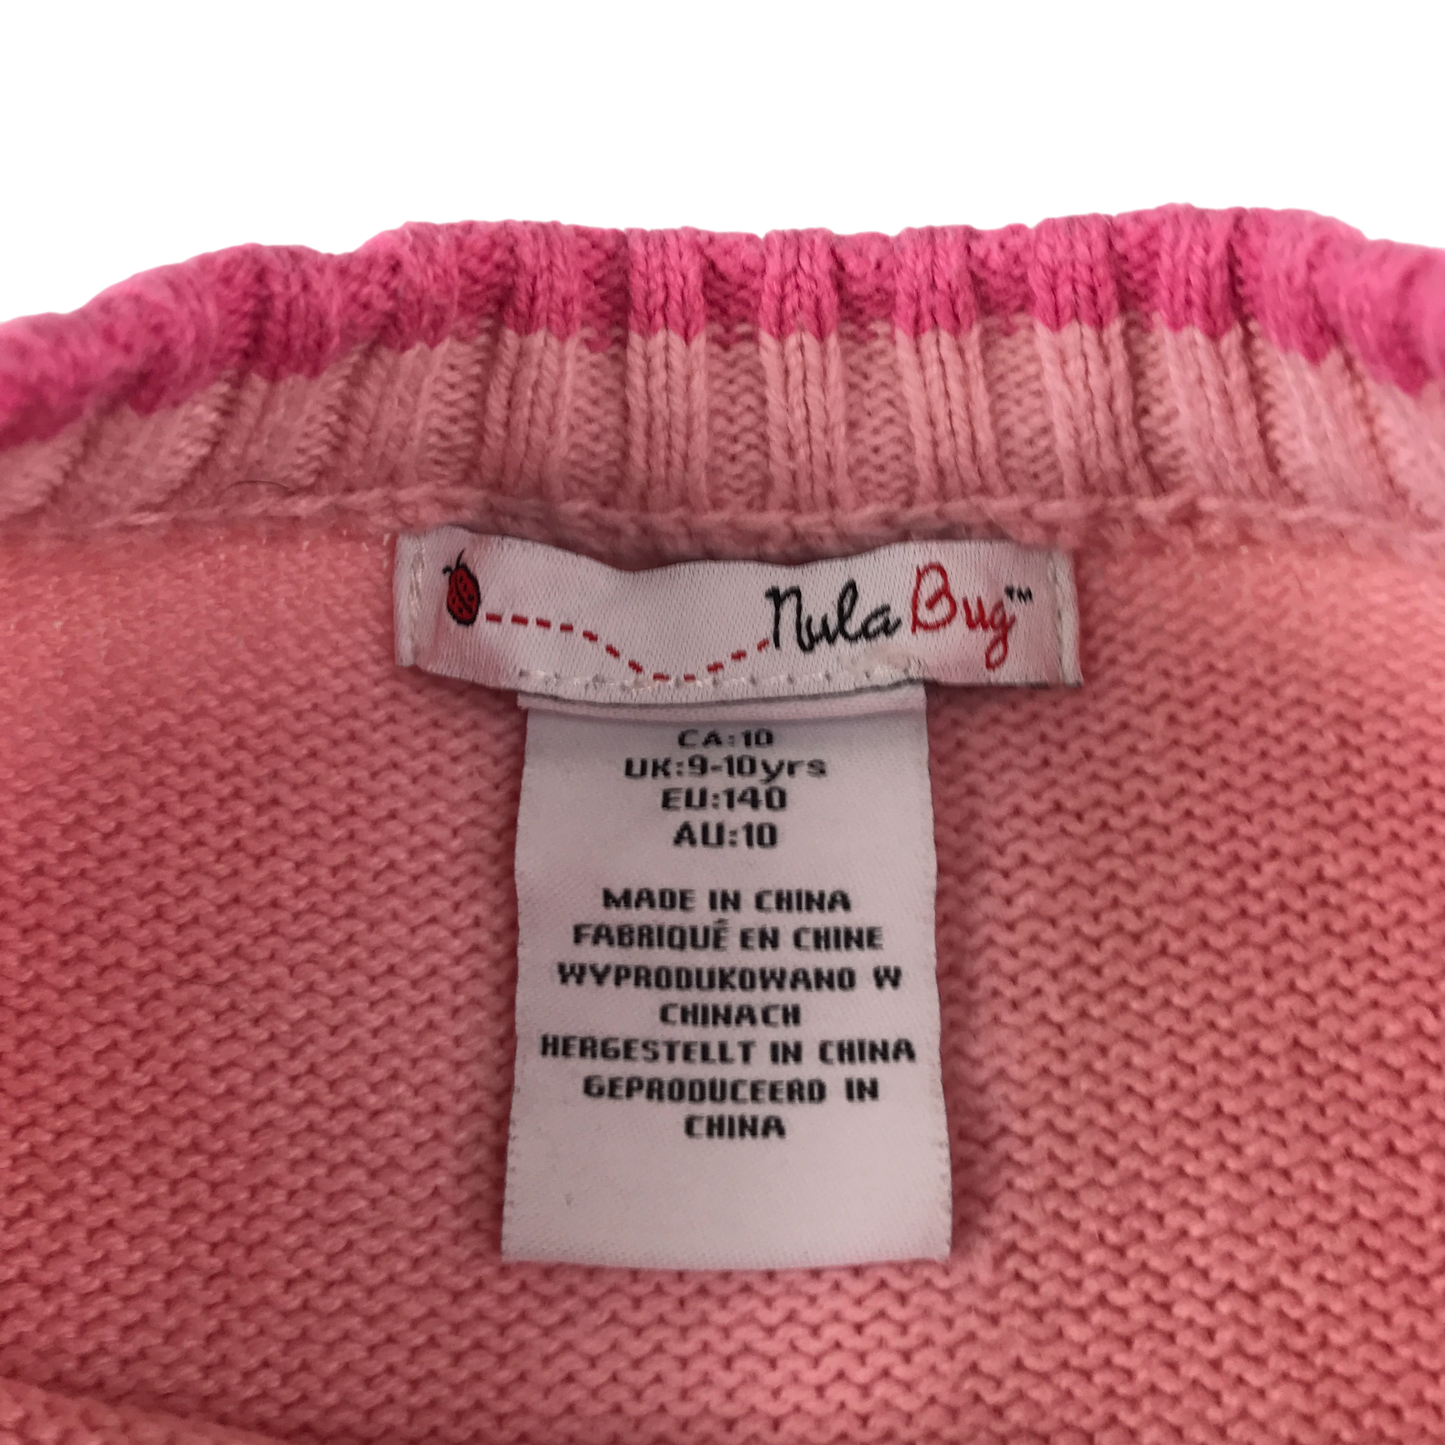 Nula Bug™
CA:10
UK:9-10yrs
EU:140
AU:10
MADE IN CHINA
FABRIQUÉ EN CHINE
WYPRODUKOWANO W
CHINACH
HERGESTELLT IN CHINA
GEPRODUCEERD IN
CHINA